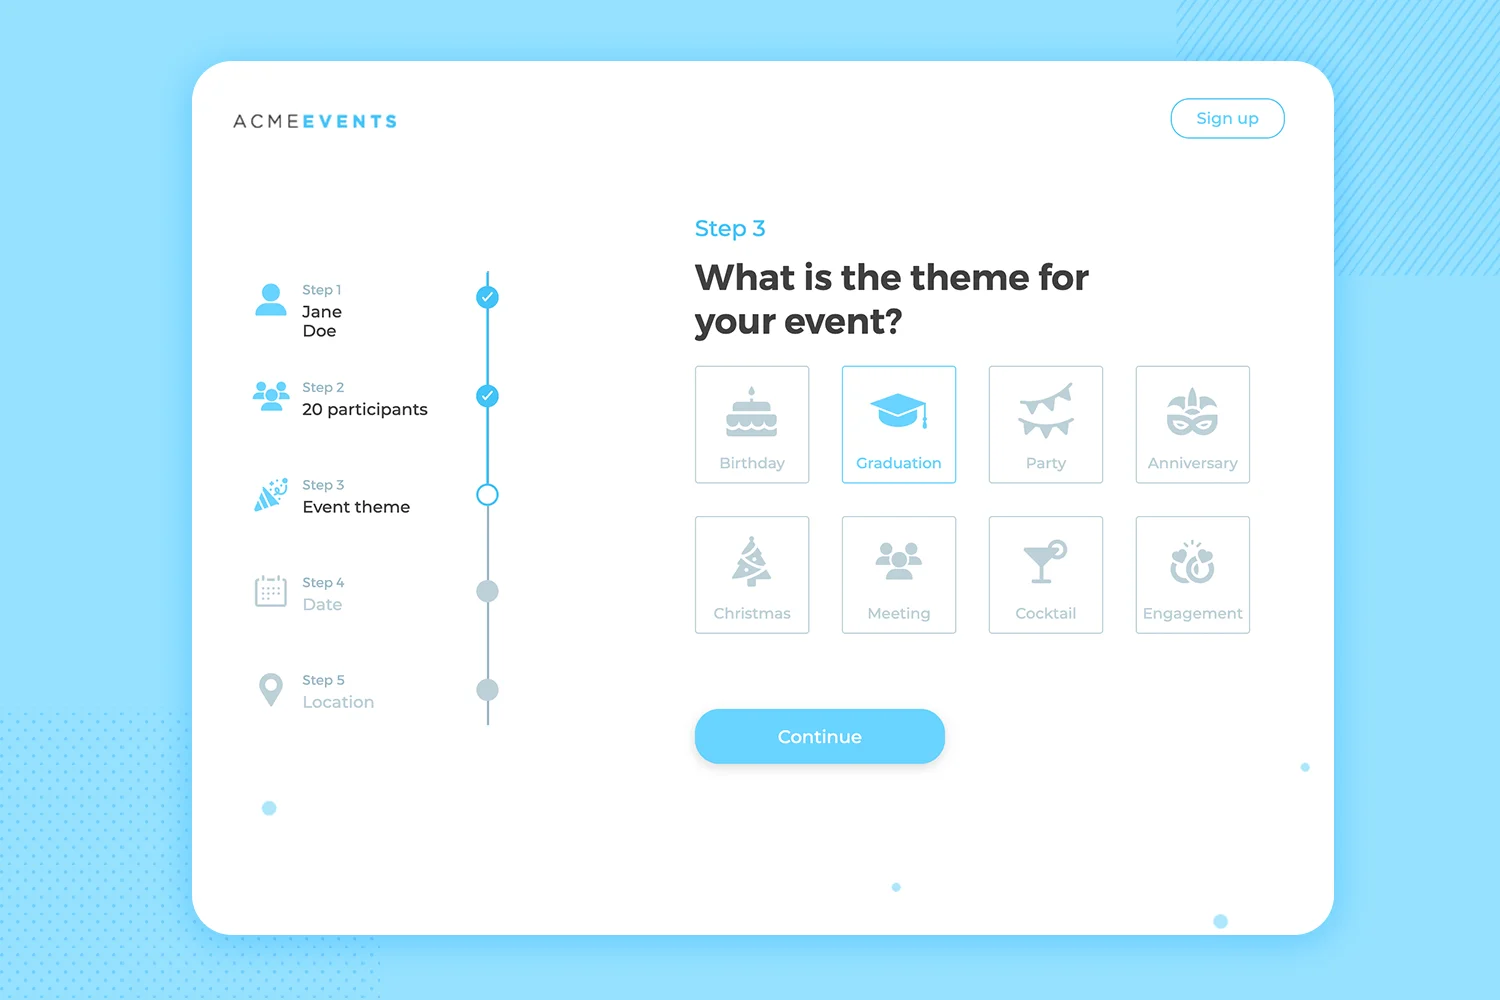 ACMEEVENTS
Sign up
Step 1
Jane
Doe
Step 2
20 participants
Step 3
Event theme
Step 4
Date
Step 5
Location
Step 3
What is the theme for
your event?
Birthday
Graduation
Party
Anniversary
Christmas
Meeting
Cocktail
Engagement
Continue